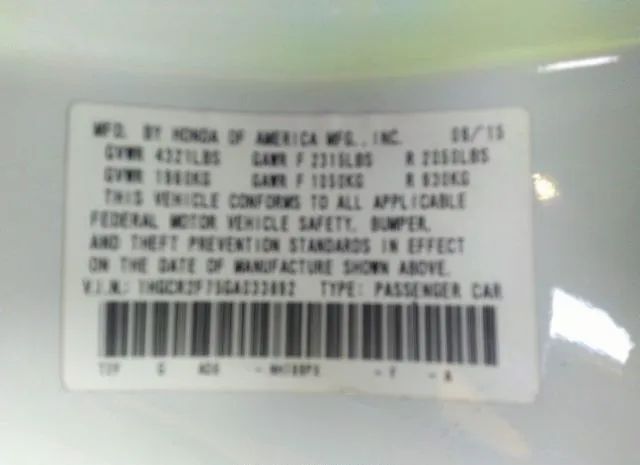 MFD. BY HONDA OF AMERICA MFG., INC. 08/15
GVWR 4321LBS GAWR F 2315LBS R 2050LBS
GVWR 1960KG GAWR F 1050KG R 930KG
THIS VEHICLE CONFORMS TO ALL APPLICABLE
FEDERAL MOTOR VEHICLE SAFETY, BUMPER,
AND THEFT PREVENTION STANDARDS IN EFFECT
ON THE DATE OF MANUFACTURE SHOWN ABOVE.
V.I.N.: TYPE: PASSENGER CAR